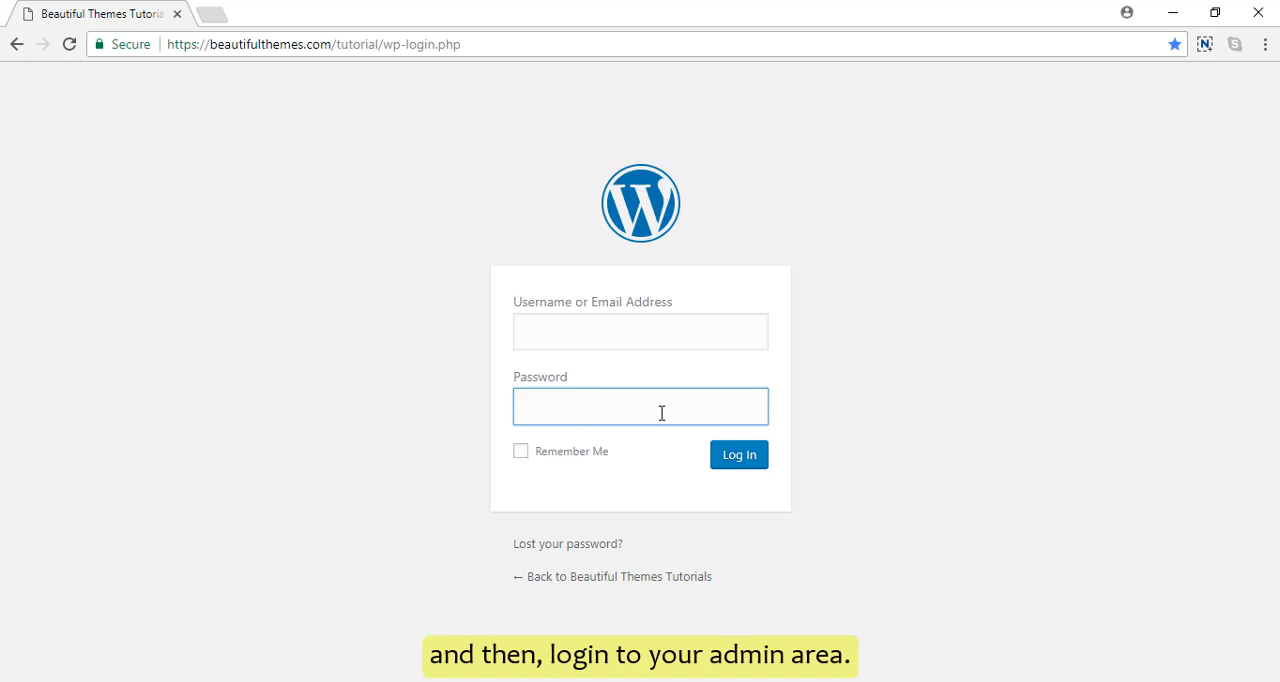 Beautiful Themes Tutoria
Secure
https://beautifulthemes.com/tutorial/wp-login.php
Username or Email Address
Password
Remember Me
Log In
Lost your password?
← Back to Beautiful Themes Tutorials
and then, login to your admin area.